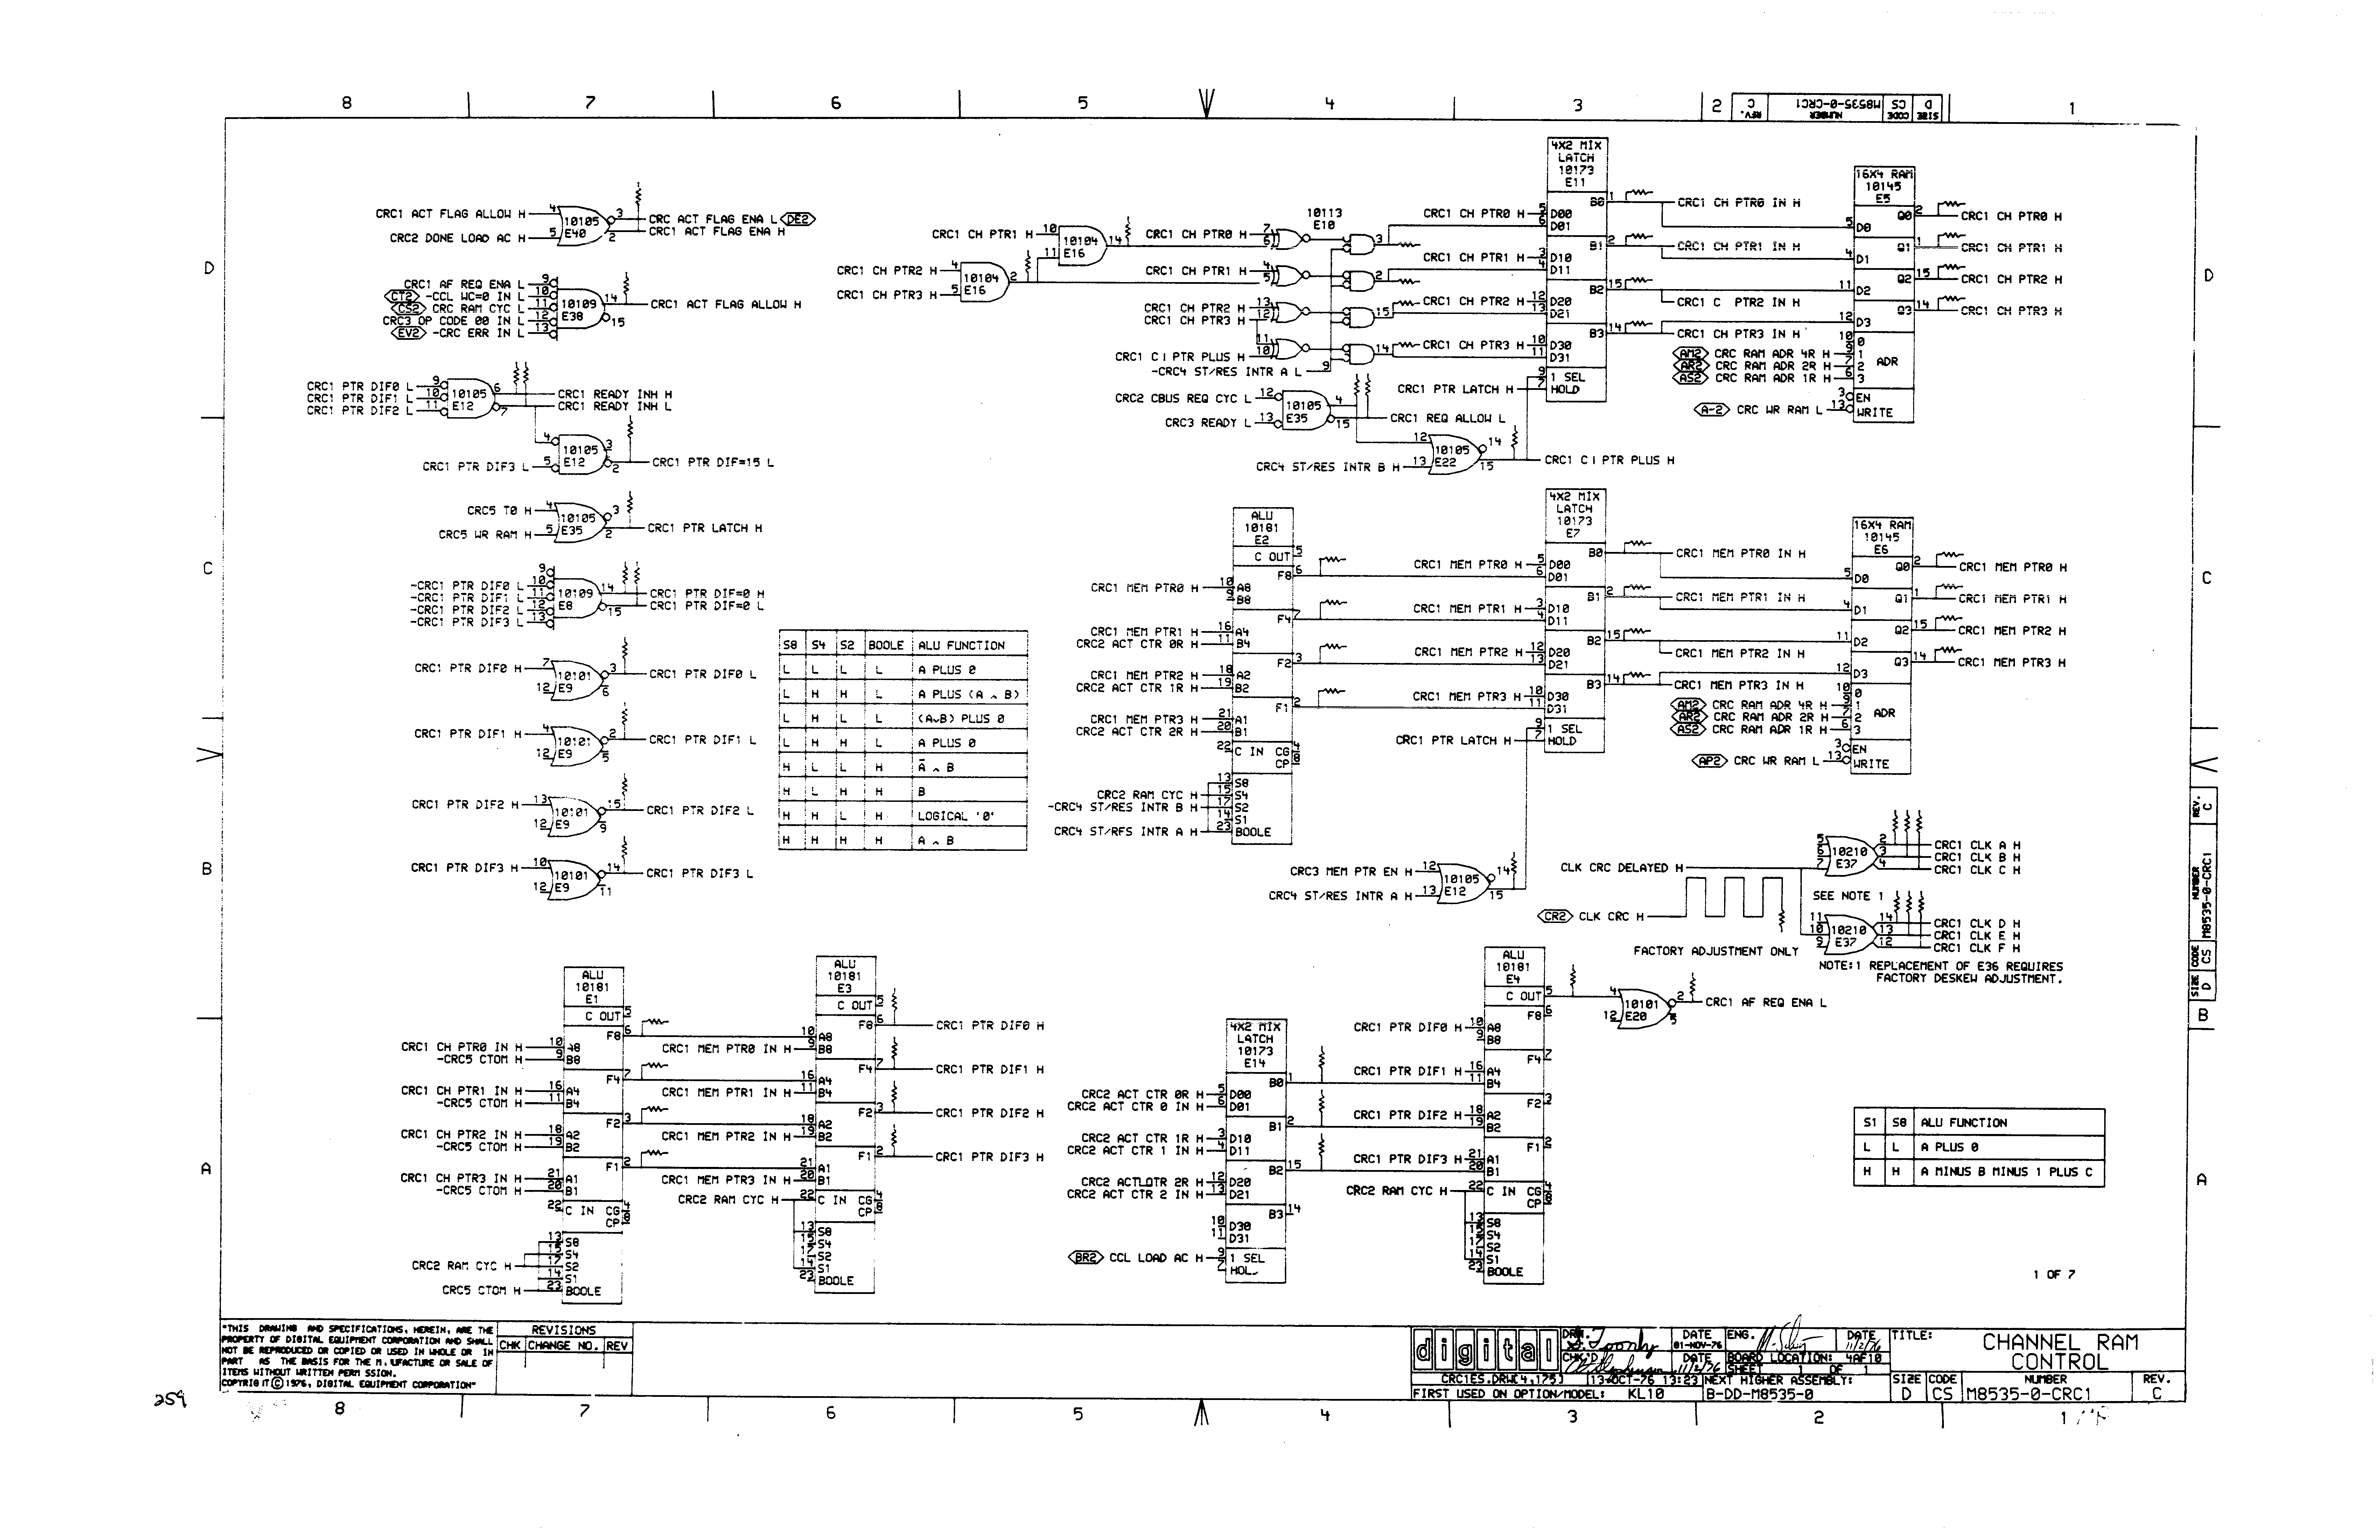 8 7 6 5 4 3 2 1
SIZE D CODE CS NUMBER M8535-0-CRC1 REV. C
D
C
B
A
CRC1 ACT FLAG ALLOW H 4
CRC2 DONE LOAD AC H 5
10105 E40
3 CRC ACT FLAG ENA L DE2
2 CRC1 ACT FLAG ENA H
CRC1 AF REQ ENA L 9
CT2 -CCL WC=0 IN L 10
CS2 CRC RAM CYC L 11
CRC3 OP CODE 00 IN L 12
EV2 -CRC ERR IN L 13
10109 E38
14 CRC1 ACT FLAG ALLOW H
15
CRC1 PTR DIF0 L 9
CRC1 PTR DIF1 L 10
CRC1 PTR DIF2 L 11
10105 E12
6 CRC1 READY INH H
7 CRC1 READY INH L
4
CRC1 PTR DIF3 L 5
10105 E12
3
2 CRC1 PTR DIF=15 L
CRC5 T0 H 4
CRC5 WR RAM H 5
10105 E35
3
2 CRC1 PTR LATCH H
9
-CRC1 PTR DIF0 L 10
-CRC1 PTR DIF1 L 11
-CRC1 PTR DIF2 L 12
-CRC1 PTR DIF3 L 13
10109 E8
14 CRC1 PTR DIF=0 H
15 CRC1 PTR DIF=0 L
CRC1 PTR DIF0 H 7
12 10101 E9
3 CRC1 PTR DIF0 L
6
CRC1 PTR DIF1 H 4
12 10101 E9
2 CRC1 PTR DIF1 L
5
CRC1 PTR DIF2 H 13
12 10101 E9
15 CRC1 PTR DIF2 L
9
CRC1 PTR DIF3 H 10
12 10101 E9
14 CRC1 PTR DIF3 L
11
S8 S4 S2 BOOLE ALU FUNCTION
L L L L A PLUS 0
L H H L A PLUS (A ∧ B)
L H L L (A∨B) PLUS 0
L H H L A PLUS 0
H L L H Ā ∧ B
H L H H B
H H L H LOGICAL '0'
H H H H A ∧ B
CRC1 CH PTR1 H 10
11 10104 E16 14
CRC1 CH PTR2 H 4
CRC1 CH PTR3 H 5
10104 E16 2
10113 E10
CRC1 CH PTR0 H 7
6
3
CRC1 CH PTR1 H 4
5
2
CRC1 CH PTR2 H 13
CRC1 CH PTR3 H 12
15
11
CRC1 C I PTR PLUS H 10
14
-CRC4 ST/RES INTR A L 9
CRC2 CBUS REQ CYC L 12
CRC3 READY L 13
10105 E35
4
15 CRC1 REQ ALLOW L
12
CRC4 ST/RES INTR B H 13
10105 E22
14
15 CRC1 C I PTR PLUS H
4X2 MIX LATCH 10173 E11
CRC1 CH PTR0 H 5 D00
6 D01
CRC1 CH PTR1 H 3 D10
4 D11
CRC1 CH PTR2 H 12 D20
13 D21
CRC1 CH PTR3 H 10 D30
11 D31
9 1 SEL
CRC1 PTR LATCH H 7 HOLD
B0 1 CRC1 CH PTR0 IN H
B1 2 CRC1 CH PTR1 IN H
B2 15 CRC1 C PTR2 IN H
B3 14 CRC1 CH PTR3 IN H
16X4 RAM 10145 E5
5 D0 Q0 2 CRC1 CH PTR0 H
4 D1 Q1 1 CRC1 CH PTR1 H
11 D2 Q2 15 CRC1 CH PTR2 H
12 D3 Q3 14 CRC1 CH PTR3 H
10 0
AM2 CRC RAM ADR 4R H 9 1
AR2 CRC RAM ADR 2R H 7 2
AS2 CRC RAM ADR 1R H 6 3
ADR
3 EN
A-2 CRC WR RAM L 13 WRITE
ALU 10181 E2
C OUT 5
CRC1 MEM PTR0 H 10 A8
9 B8
F8 6
CRC1 MEM PTR1 H 16 A4
CRC2 ACT CTR 0R H 11 B4
F4 7
CRC1 MEM PTR2 H 18 A2
CRC2 ACT CTR 1R H 19 B2
F2 3
CRC1 MEM PTR3 H 21 A1
CRC2 ACT CTR 2R H 20 B1
F1 2
22 C IN CG 4
CP 8
13 S8
CRC2 RAM CYC H 15 S4
-CRC4 ST/RES INTR B H 17 S2
14 S1
CRC4 ST/RFS INTR A H 23 BOOLE
4X2 MIX LATCH 10173 E7
CRC1 MEM PTR0 H 5 D00
6 D01
CRC1 MEM PTR1 H 3 D10
4 D11
CRC1 MEM PTR2 H 12 D20
13 D21
CRC1 MEM PTR3 H 10 D30
11 D31
9 1 SEL
CRC1 PTR LATCH H 7 HOLD
B0 CRC1 MEM PTR0 IN H
B1 2 CRC1 MEM PTR1 IN H
B2 15 CRC1 MEM PTR2 IN H
B3 14 CRC1 MEM PTR3 IN H
16X4 RAM 10145 E6
5 D0 Q0 2 CRC1 MEM PTR0 H
4 D1 Q1 1 CRC1 MEM PTR1 H
11 D2 Q2 15 CRC1 MEM PTR2 H
12 D3 Q3 14 CRC1 MEM PTR3 H
10 0
AM2 CRC RAM ADR 4R H 9 1
AR2 CRC RAM ADR 2R H 7 2
AS2 CRC RAM ADR 1R H 6 3
ADR
3 EN
AP2 CRC WR RAM L 13 WRITE
CRC3 MEM PTR EN H 12
CRC4 ST/RES INTR A H 13
10105 E12
14
15
CLK CRC DELAYED H
CR2 CLK CRC H
FACTORY ADJUSTMENT ONLY
5 6 7 10210 E37
2 CRC1 CLK A H
3 CRC1 CLK B H
4 CRC1 CLK C H
SEE NOTE 1
11 10 9 10210 E37
14 CRC1 CLK D H
13 CRC1 CLK E H
12 CRC1 CLK F H
NOTE:1 REPLACEMENT OF E36 REQUIRES
FACTORY DESKEW ADJUSTMENT.
ALU 10181 E1
C OUT 5
CRC1 CH PTR0 IN H 10 A8
-CRC5 CTOM H 9 B8
F8 6
CRC1 CH PTR1 IN H 16 A4
-CRC5 CTOM H 11 B4
F4 7
CRC1 CH PTR2 IN H 18 A2
-CRC5 CTOM H 19 B2
F2 3
CRC1 CH PTR3 IN H 21 A1
-CRC5 CTOM H 20 B1
F1 2
22 C IN CG 4
CP 8
13 S8
15 S4
CRC2 RAM CYC H 17 S2
14 S1
CRC5 CTOM H 23 BOOLE
ALU 10181 E3
C OUT 5
10 A8
CRC1 MEM PTR0 IN H 9 B8
F8 6 CRC1 PTR DIF0 H
16 A4
CRC1 MEM PTR1 IN H 11 B4
F4 7 CRC1 PTR DIF1 H
18 A2
CRC1 MEM PTR2 IN H 19 B2
F2 3 CRC1 PTR DIF2 H
21 A1
CRC1 MEM PTR3 IN H 20 B1
F1 2 CRC1 PTR DIF3 H
CRC2 RAM CYC H 22 C IN CG 4
CP 8
13 S8
15 S4
17 S2
14 S1
23 BOOLE
4X2 MIX LATCH 10173 E14
CRC2 ACT CTR 0R H 5 D00
CRC2 ACT CTR 0 IN H 6 D01
B0 1
CRC2 ACT CTR 1R H 3 D10
CRC2 ACT CTR 1 IN H 4 D11
B1 2
12 D20
CRC2 ACT CTR 2 IN H 13 D21
B2 15
10 D30
11 D31
B3 14
BR2 CCL LOAD AC H 9 1 SEL
7
ALU 10181 E4
C OUT 5
CRC1 PTR DIF0 H 10 A8
9 B8
F8 6
CRC1 PTR DIF1 H 16 A4
11 B4
F4 7
CRC1 PTR DIF2 H 18 A2
19 B2
F2 3
CRC1 PTR DIF3 H 21 A1
20 B1
F1 2
CRC2 RAM CYC H 22 C IN CG 4
CP 8
13 S8
15 S4
17 S2
14 S1
23 BOOLE
4
12 10101 E20
2 CRC1 AF REQ ENA L
5
S1 S8 ALU FUNCTION
L L A PLUS 0
H H A MINUS B MINUS 1 PLUS C
1 OF 7
"THIS DRAWING AND SPECIFICATIONS, HEREIN, ARE THE
PROPERTY OF DIGITAL EQUIPMENT CORPORATION AND SHALL
NOT BE REPRODUCED OR COPIED OR USED IN WHOLE OR IN
PART AS THE BASIS FOR THE M. UFACTURE OR SALE OF
ITEMS WITHOUT WRITTEN PERM SSION.
COPYRIG IT © 1976, DIGITAL EQUIPMENT CORPORATION"
REVISIONS
CHK CHANGE NO. REV
digital
DRN.
DATE 01-NOV-76
CHK'D
DATE 11/2/76
ENG.
DATE 11/2/76
BOARD LOCATION: 4AF10
SHEET 1 OF 1
CRC1ES.DRW[4,175] 13-OCT-76 13:23 NEXT HIGHER ASSEMBLY:
FIRST USED ON OPTION/MODEL: KL10 B-DD-M8535-0
TITLE: CHANNEL RAM
CONTROL
SIZE D CODE CS NUMBER M8535-0-CRC1 REV. C
SIZE D CODE CS NUMBER M8535-0-CRC1 REV. C
259
8 7 6 5 4 3 2 1